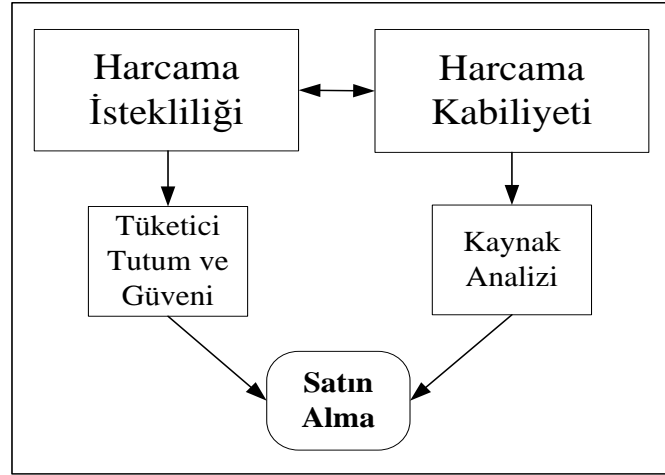 Harcama
İstekliliği
Harcama
Kabiliyeti
Tüketici
Tutum ve
Güveni
Kaynak
Analizi
Satın
Alma